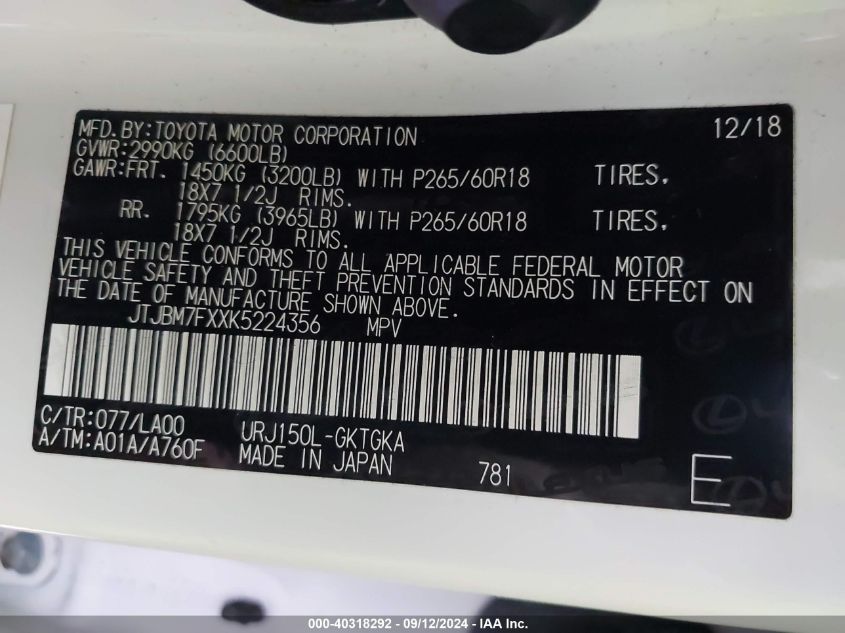 MFD. BY: TOYOTA MOTOR CORPORATION 12/18
GVWR: 2990KG (6600LB)
GAWR: FRT. 1450KG (3200LB) WITH P265/60R18 TIRES,
18X7 1/2J RIMS.
RR. 1795KG (3965LB) WITH P265/60R18 TIRES,
18X7 1/2J RIMS.
THIS VEHICLE CONFORMS TO ALL APPLICABLE FEDERAL MOTOR
VEHICLE SAFETY AND THEFT PREVENTION STANDARDS IN EFFECT ON
THE DATE OF MANUFACTURE SHOWN ABOVE.
JTJBM7FXXK5224356 MPV
C/TR: 077/LA00 URJ150L-GKTGKA
A/TM: A01A/A760F MADE IN JAPAN 781 E
000-40318292 - 09/12/2024 - IAA Inc.